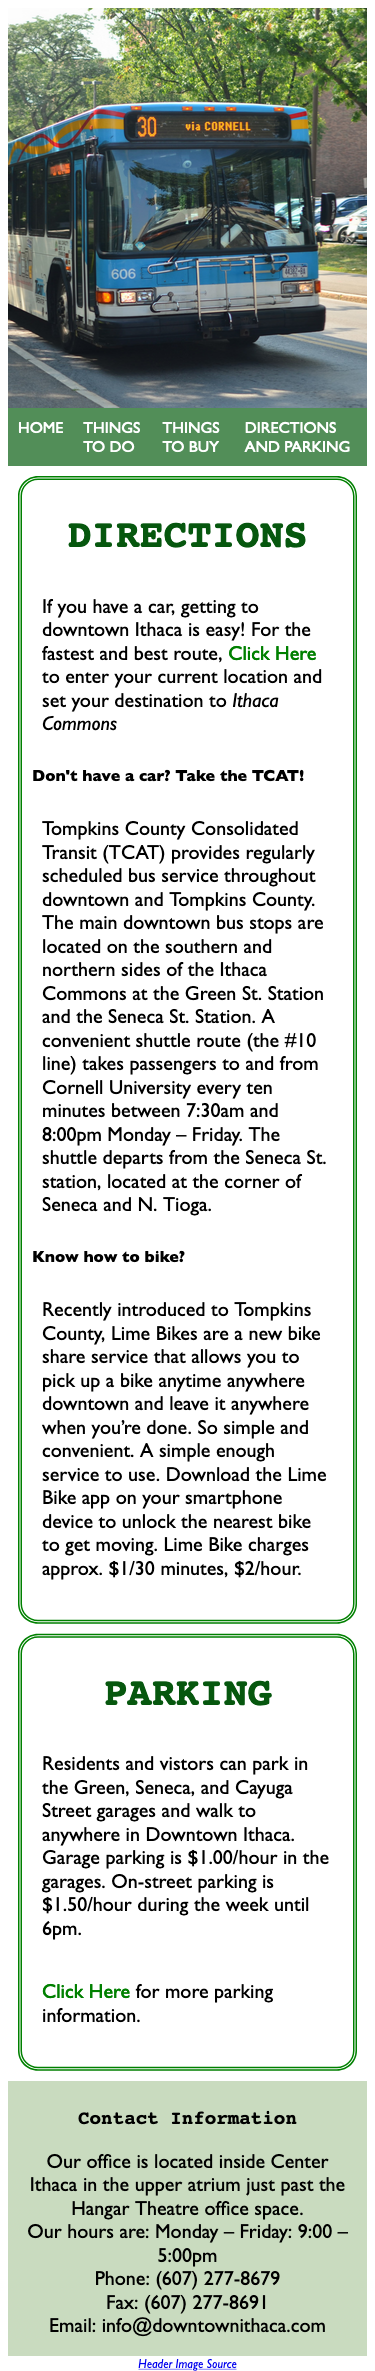 30 via CORNELL
606
HOME THINGS TO DO THINGS TO BUY DIRECTIONS AND PARKING
DIRECTIONS
If you have a car, getting to
downtown Ithaca is easy! For the
fastest and best route, Click Here
to enter your current location and
set your destination to Ithaca
Commons
Don't have a car? Take the TCAT!
Tompkins County Consolidated
Transit (TCAT) provides regularly
scheduled bus service throughout
downtown and Tompkins County.
The main downtown bus stops are
located on the southern and
northern sides of the Ithaca
Commons at the Green St. Station
and the Seneca St. Station. A
convenient shuttle route (the #10
line) takes passengers to and from
Cornell University every ten
minutes between 7:30am and
8:00pm Monday – Friday. The
shuttle departs from the Seneca St.
station, located at the corner of
Seneca and N. Tioga.
Know how to bike?
Recently introduced to Tompkins
County, Lime Bikes are a new bike
share service that allows you to
pick up a bike anytime anywhere
downtown and leave it anywhere
when you’re done. So simple and
convenient. A simple enough
service to use. Download the Lime
Bike app on your smartphone
device to unlock the nearest bike
to get moving. Lime Bike charges
approx. $1/30 minutes, $2/hour.
PARKING
Residents and vistors can park in
the Green, Seneca, and Cayuga
Street garages and walk to
anywhere in Downtown Ithaca.
Garage parking is $1.00/hour in the
garages. On-street parking is
$1.50/hour during the week until
6pm.
Click Here for more parking
information.
Contact Information
Our office is located inside Center
Ithaca in the upper atrium just past the
Hangar Theatre office space.
Our hours are: Monday – Friday: 9:00 –
5:00pm
Phone: (607) 277-8679
Fax: (607) 277-8691
Email: info@downtownithaca.com
Header Image Source